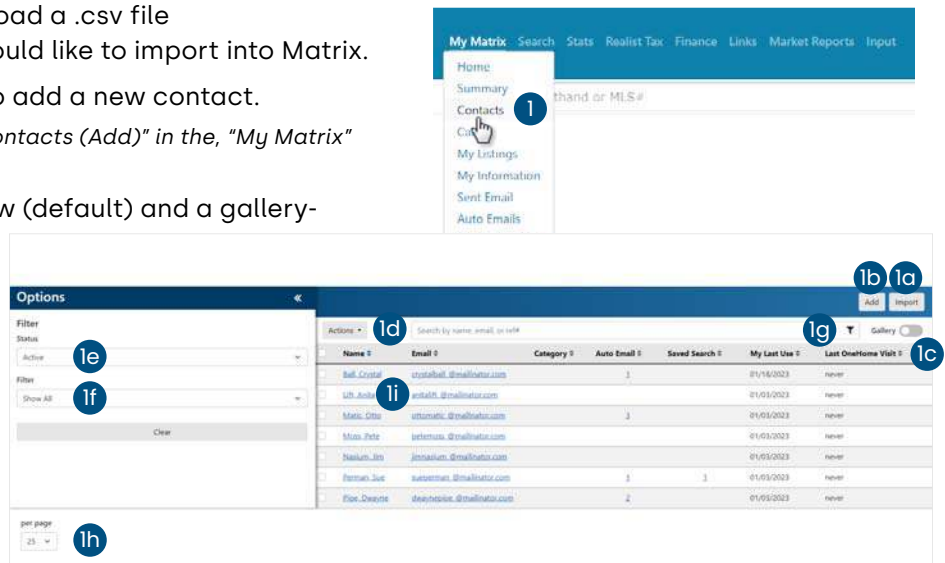 oad a .csv file
ould like to import into Matrix.
o add a new contact.
ontacts (Add)” in the, “My Matrix”
w (default) and a gallery-
My Matrix Search Stats Realist Tax Finance Links Market Reports Input
Home
Summary
thand or MLS#
Contacts 1
Ca
My Listings
My Information
Sent Email
Auto Emails
1b 1a
Options «
Add Import
Filter
Status
Actions 1d Search by name, email, or ref# 1g Gallery
Active 1e
Name Email Category Auto Email Saved Search My Last Use Last OneHome Visit 1c
Ball, Crystal crystalball @mailinator.com 1 01/18/2023 never
Filter
Show All 1f
Lift, Anita 1i anitalift @mailinator.com 01/03/2023 never
Matic, Otto ottomatic @mailinator.com 3 01/03/2023 never
Clear
Moss, Pete petemoss @mailinator.com 01/03/2023 never
Nasium, Jim jimnasium @mailinator.com 01/03/2023 never
Perman, Sue sueperman @mailinator.com 1 01/03/2023 never
Pipe, Dwayne dwaynepipe @mailinator.com 2 01/03/2023 never
per page
25 1h